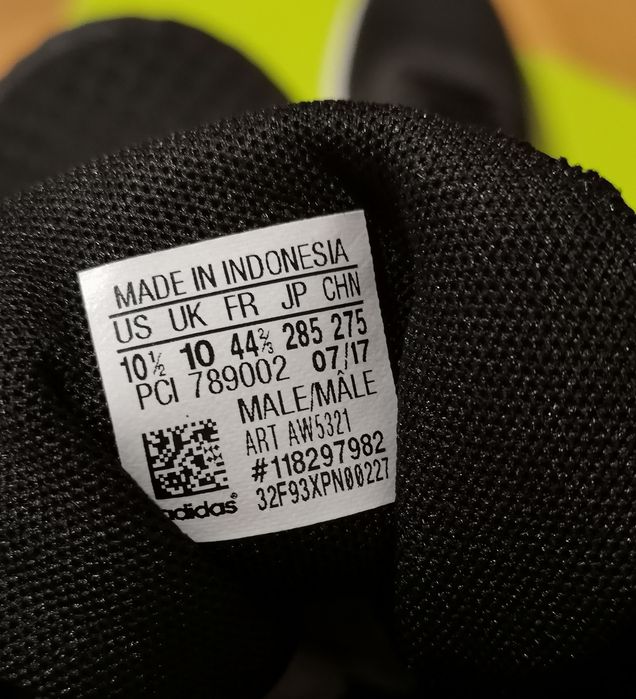 MADE IN INDONESIA
US UK FR JP CHN
10½ 10 44⅔ 285 275
PCI 789002 07/17
MALE/MÂLE
ART AW5321
#118297982
32F93XPN00227
adidas®